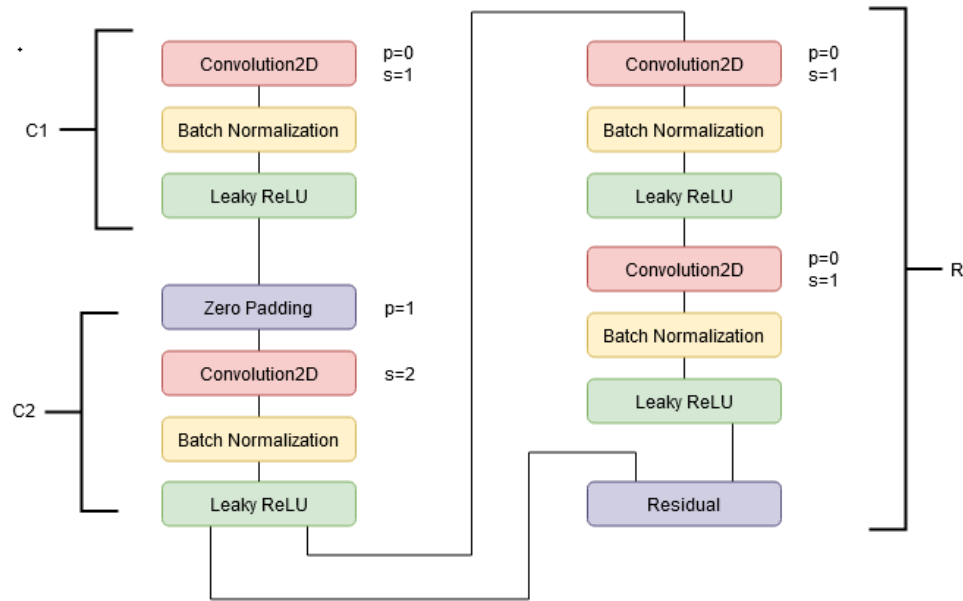 C1
Convolution2D
p=0
s=1
Batch Normalization
Leaky ReLU
C2
Zero Padding
p=1
Convolution2D
s=2
Batch Normalization
Leaky ReLU
Convolution2D
p=0
s=1
Batch Normalization
Leaky ReLU
Convolution2D
p=0
s=1
Batch Normalization
Leaky ReLU
Residual
R